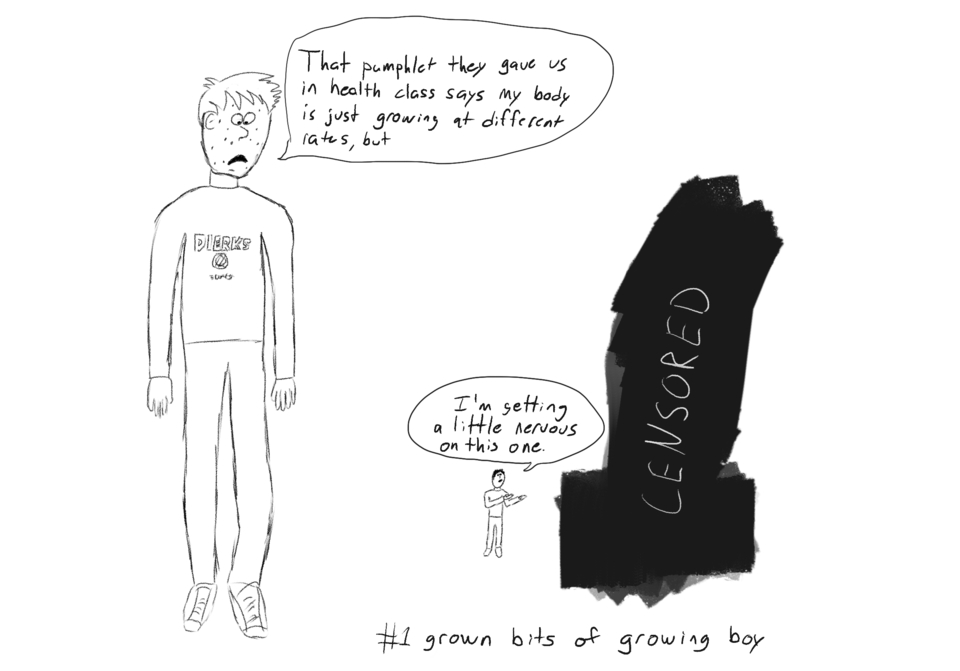 That pamphlet they gave us
in health class says my body
is just growing at different
rates, but
DIERKS
I'm getting
a little nervous
on this one.
CENSORED
#1 grown bits of growing boy